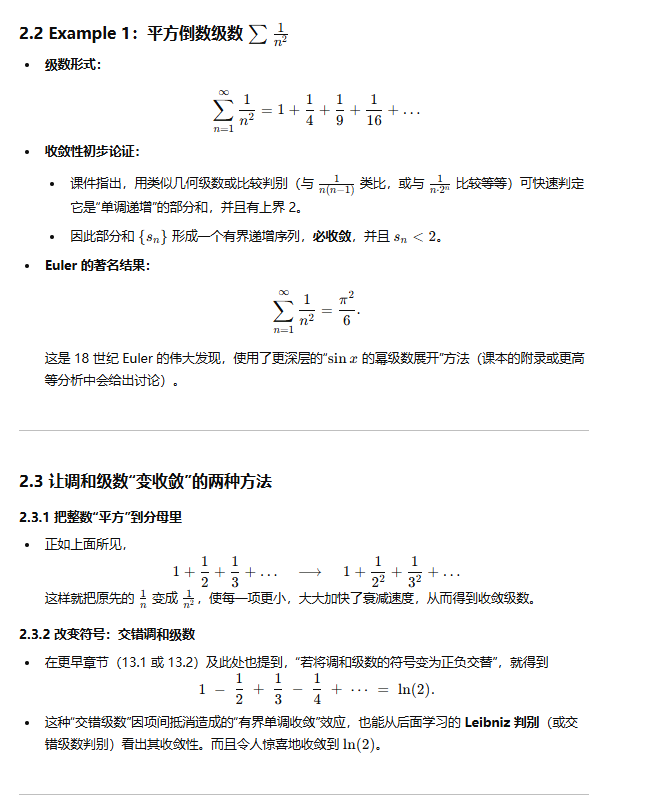 2.2 Example 1：平方倒数级数 ∑ 1/n²
• 级数形式：
∑_{n=1}^{∞} 1/n² = 1 + 1/4 + 1/9 + 1/16 + …
• 收敛性初步论证：
• 课件指出，用类似几何级数或比较判别（与 1/n(n−1) 类比，或与 1/n·2ⁿ 比较等等）可快速判定
它是“单调递增”的部分和，并且有上界 2。
• 因此部分和 {sₙ} 形成一个有界递增序列，必收敛，并且 sₙ < 2。
• Euler 的著名结果：
∑_{n=1}^{∞} 1/n² = π²/6.
这是 18 世纪 Euler 的伟大发现，使用了更深层的“sin x 的幂级数展开”方法（课本的附录或更高
等分析中会给出讨论）。
2.3 让调和级数“变收敛”的两种方法
2.3.1 把整数“平方”到分母里
• 正如上面所见，
1 + 1/2 + 1/3 + … ⟶ 1 + 1/2² + 1/3² + …
这样就把原先的 1/n 变成 1/n²，使每一项更小，大大加快了衰减速度，从而得到收敛级数。
2.3.2 改变符号：交错调和级数
• 在更早章节（13.1 或 13.2）及此处也提到，“若将调和级数的符号变为正负交替”，就得到
1 − 1/2 + 1/3 − 1/4 + ⋯ = ln(2).
• 这种“交错级数”因项间抵消造成的“有界单调收敛”效应，也能从后面学习的 Leibniz 判别（或交
错级数判别）看出其收敛性。而且令人惊喜地收敛到 ln(2)。